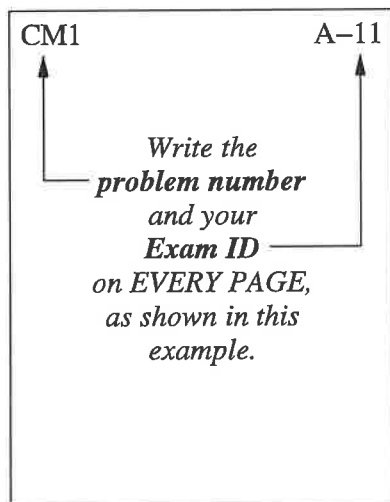 CM1 A–11
Write the
problem number
and your
Exam ID
on EVERY PAGE,
as shown in this
example.